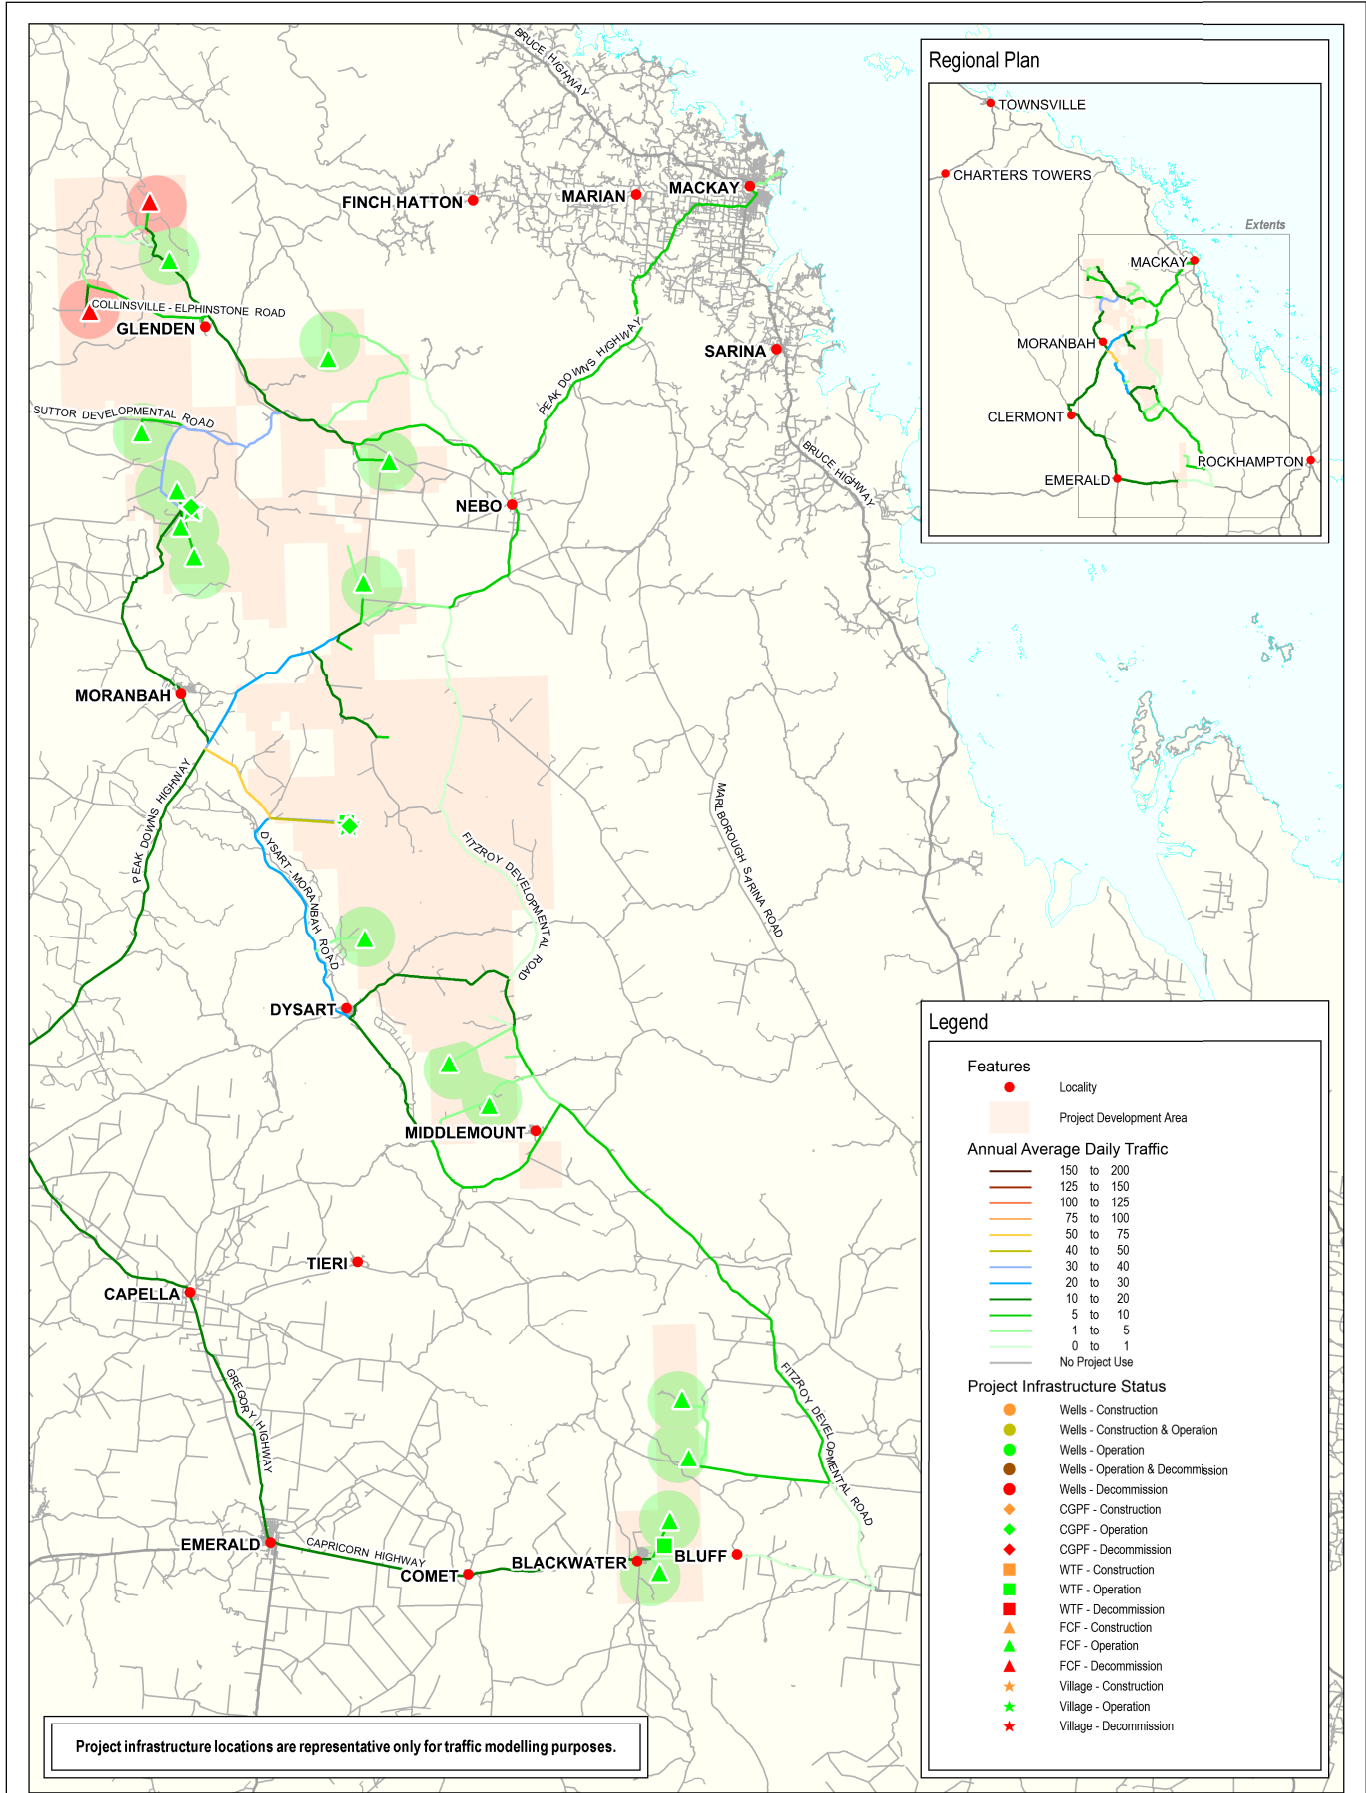 BRUCE HIGHWAY
FINCH HATTON
MARIAN
MACKAY
COLLINSVILLE - ELPHINSTONE ROAD
GLENDEN
PEAK DOWNS HIGHWAY
SARINA
SUTTOR DEVELOPMENTAL ROAD
BRUCE HIGHWAY
NEBO
MORANBAH
PEAK DOWNS HIGHWAY
DYSART - MORANBAH ROAD
FITZROY DEVELOPMENTAL ROAD
MARLBOROUGH SARINA ROAD
DYSART
MIDDLEMOUNT
TIERI
CAPELLA
GREGORY HIGHWAY
FITZROY DEVELOPMENTAL ROAD
EMERALD
CAPRICORN HIGHWAY
COMET
BLACKWATER
BLUFF
Project infrastructure locations are representative only for traffic modelling purposes.
Regional Plan
TOWNSVILLE
CHARTERS TOWERS
Extents
MACKAY
MORANBAH
CLERMONT
ROCKHAMPTON
EMERALD
Legend
Features
Locality
Project Development Area
Annual Average Daily Traffic
150 to 200
125 to 150
100 to 125
75 to 100
50 to 75
40 to 50
30 to 40
20 to 30
10 to 20
5 to 10
1 to 5
0 to 1
No Project Use
Project Infrastructure Status
Wells - Construction
Wells - Construction & Operation
Wells - Operation
Wells - Operation & Decommission
Wells - Decommission
CGPF - Construction
CGPF - Operation
CGPF - Decommission
WTF - Construction
WTF - Operation
WTF - Decommission
FCF - Construction
FCF - Operation
FCF - Decommission
Village - Construction
Village - Operation
Village - Decommission